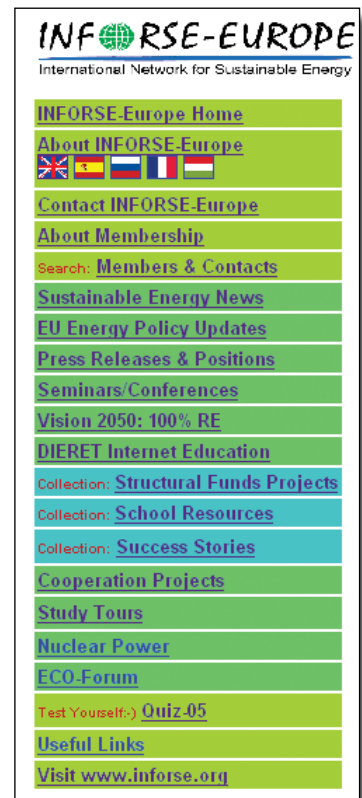 INFORSE-EUROPE
International Network for Sustainable Energy
INFORSE-Europe Home
About INFORSE-Europe
Contact INFORSE-Europe
About Membership
Search: Members & Contacts
Sustainable Energy News
EU Energy Policy Updates
Press Releases & Positions
Seminars/Conferences
Vision 2050: 100% RE
DIERET Internet Education
Collection: Structural Funds Projects
Collection: School Resources
Collection: Success Stories
Cooperation Projects
Study Tours
Nuclear Power
ECO-Forum
Test Yourself:-) Quiz-05
Useful Links
Visit www.inforse.org